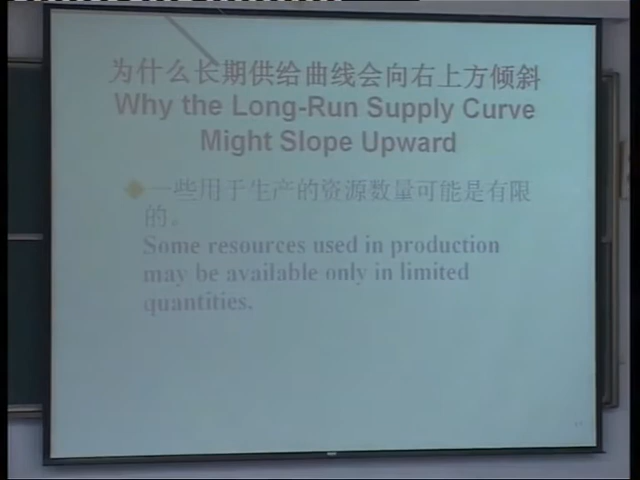 为什么长期供给曲线会向右上方倾斜
Why the Long-Run Supply Curve
Might Slope Upward
一些用于生产的资源数量可能是有限
的。
Some resources used in production
may be available only in limited
quantities.